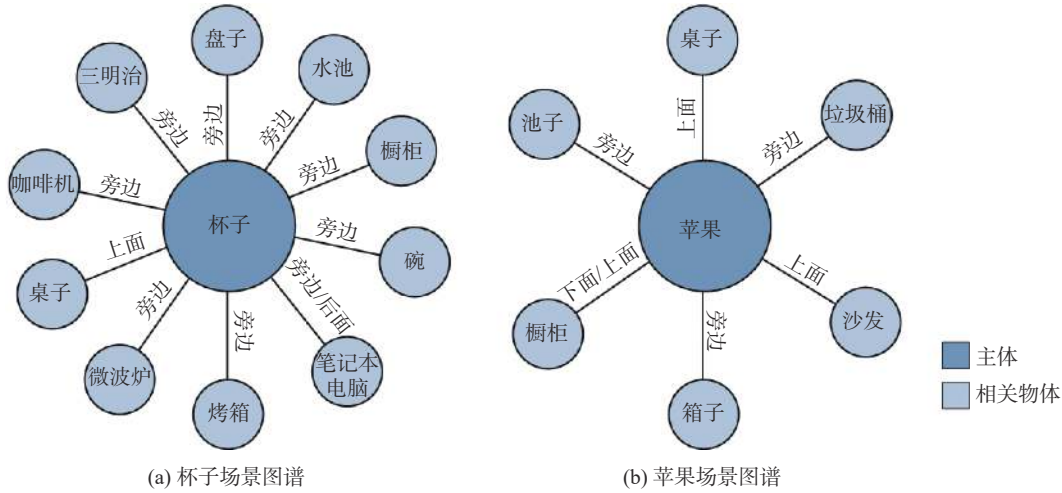 盘子
旁边
水池
旁边
橱柜
旁边
碗
旁边
笔记本
电脑
旁边/后面
烤箱
旁边
微波炉
旁边
桌子
上面
咖啡机
旁边
三明治
旁边
杯子
(a) 杯子场景图谱
桌子
上面
垃圾桶
旁边
沙发
上面
箱子
旁边
橱柜
下面/上面
池子
旁边
苹果
(b) 苹果场景图谱
主体
相关物体